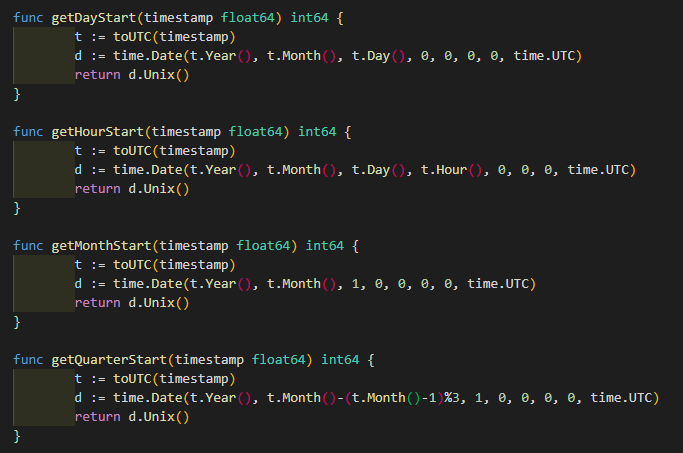 func getDayStart(timestamp float64) int64 {
t := toUTC(timestamp)
d := time.Date(t.Year(), t.Month(), t.Day(), 0, 0, 0, 0, time.UTC)
return d.Unix()
}
func getHourStart(timestamp float64) int64 {
t := toUTC(timestamp)
d := time.Date(t.Year(), t.Month(), t.Day(), t.Hour(), 0, 0, 0, time.UTC)
return d.Unix()
}
func getMonthStart(timestamp float64) int64 {
t := toUTC(timestamp)
d := time.Date(t.Year(), t.Month(), 1, 0, 0, 0, 0, time.UTC)
return d.Unix()
}
func getQuarterStart(timestamp float64) int64 {
t := toUTC(timestamp)
d := time.Date(t.Year(), t.Month()-(t.Month()-1)%3, 1, 0, 0, 0, 0, time.UTC)
return d.Unix()
}